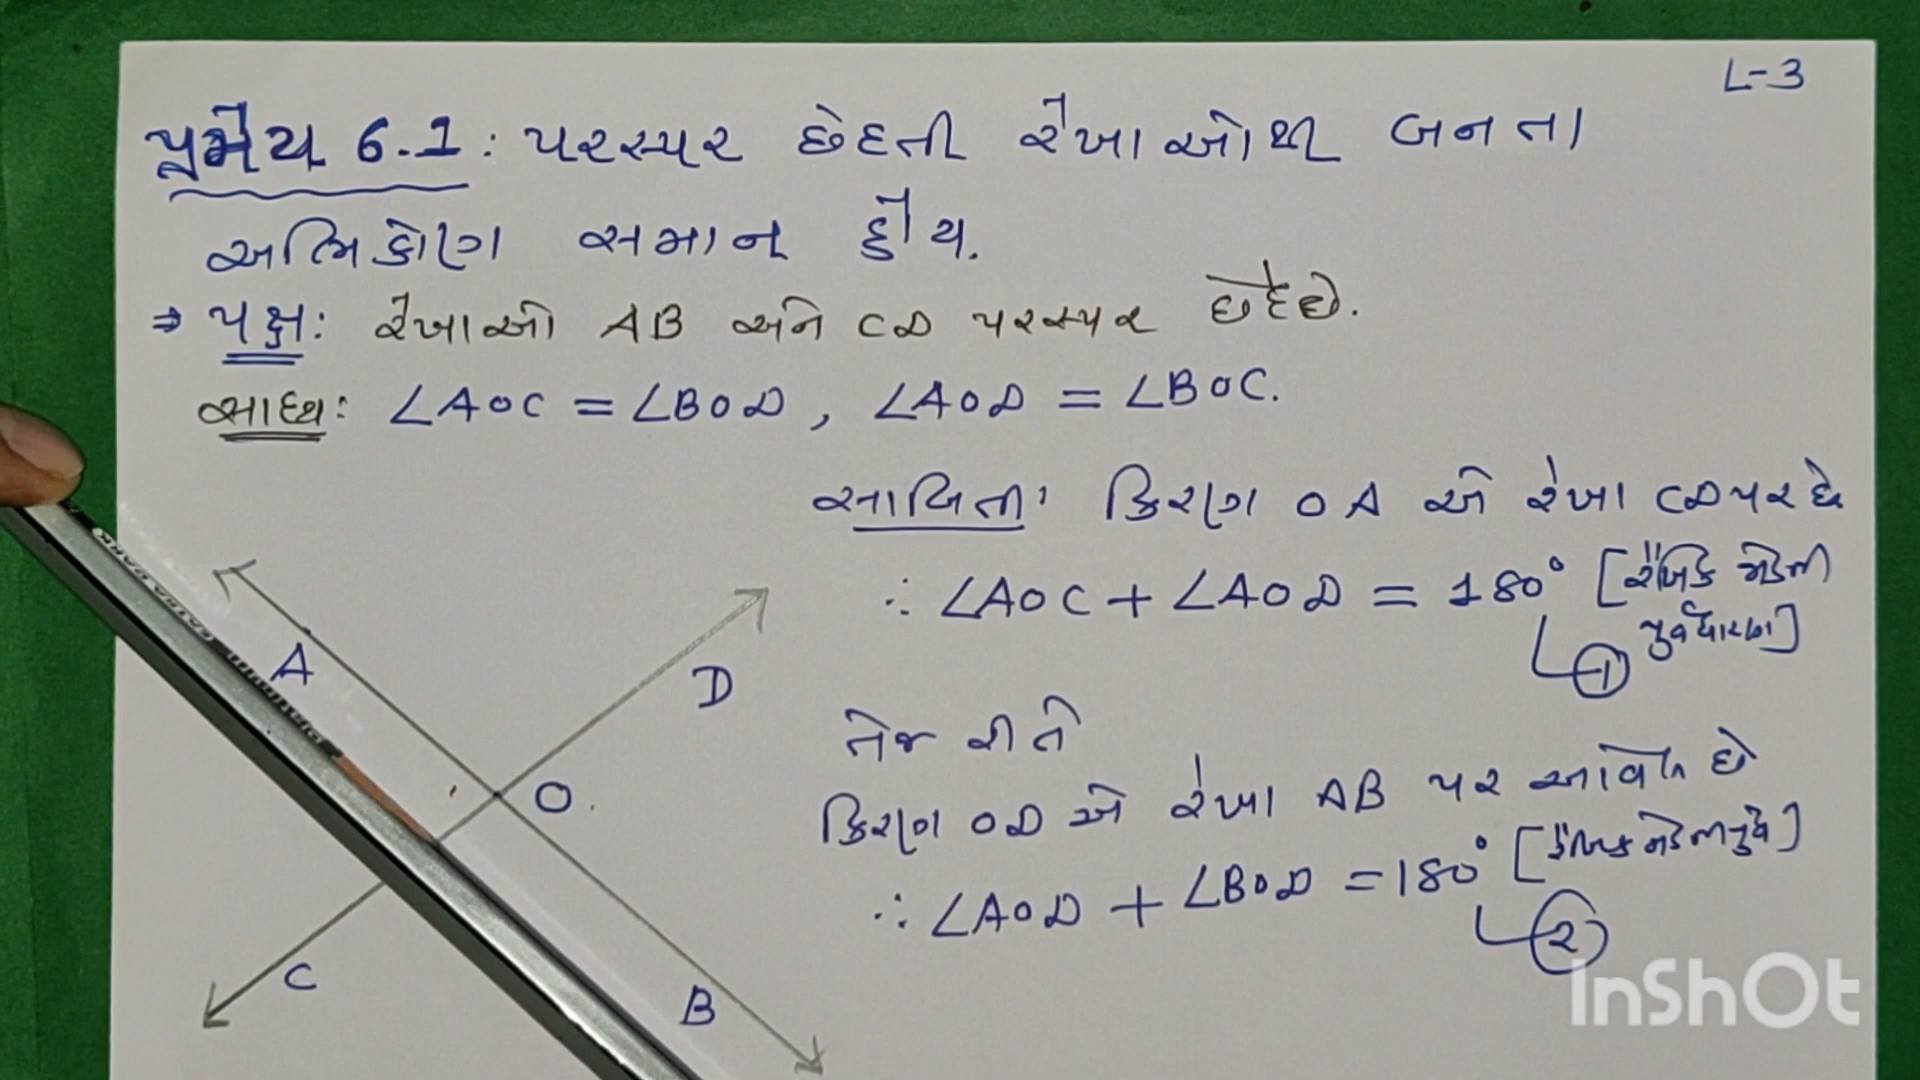 L-3
પ્રમેય 6.1 : પરસ્પર છેદતી રેખાઓથી બનતા
અભિકોણ સમાન હોય.
⇒ પક્ષ: રેખાઓ AB અને CD પરસ્પર છેદેછે.
સાધ્ય: ∠AOC = ∠BOD , ∠AOD = ∠BOC.
સાબિતી: કિરણ OA એ રેખા CD પર છે
∴ ∠AOC + ∠AOD = 180° [રૈખિક જોડની
પુર્વધારણા]
1
તેજ રીતે
કિરણ OD એ રેખા AB પર આવેલ છે
∴ ∠AOD + ∠BOD = 180°
2
A
D
O
C
B
InShOt